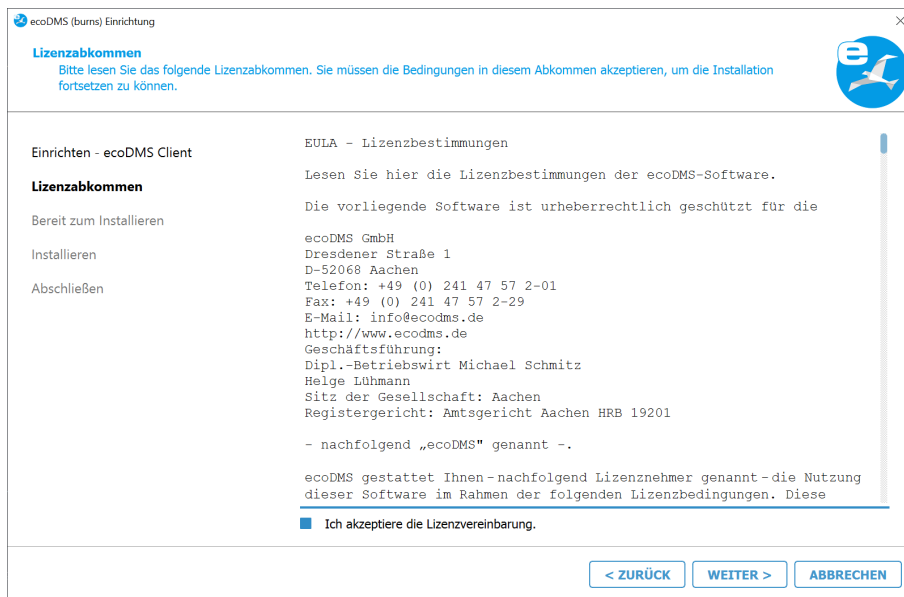 ecoDMS (burns) Einrichtung
Lizenzabkommen
Bitte lesen Sie das folgende Lizenzabkommen. Sie müssen die Bedingungen in diesem Abkommen akzeptieren, um die Installation
fortsetzen zu können.
e
Einrichten - ecoDMS Client
Lizenzabkommen
Bereit zum Installieren
Installieren
Abschließen
EULA - Lizenzbestimmungen
Lesen Sie hier die Lizenzbestimmungen der ecoDMS-Software.
Die vorliegende Software ist urheberrechtlich geschützt für die
ecoDMS GmbH
Dresdener Straße 1
D-52068 Aachen
Telefon: +49 (0) 241 47 57 2-01
Fax: +49 (0) 241 47 57 2-29
E-Mail: info@ecodms.de
http://www.ecodms.de
Geschäftsführung:
Dipl.-Betriebswirt Michael Schmitz
Helge Lühmann
Sitz der Gesellschaft: Aachen
Registergericht: Amtsgericht Aachen HRB 19201
- nachfolgend „ecoDMS" genannt -.
ecoDMS gestattet Ihnen – nachfolgend Lizenznehmer genannt – die Nutzung
dieser Software im Rahmen der folgenden Lizenzbedingungen. Diese
Ich akzeptiere die Lizenzvereinbarung.
< ZURÜCK WEITER > ABBRECHEN